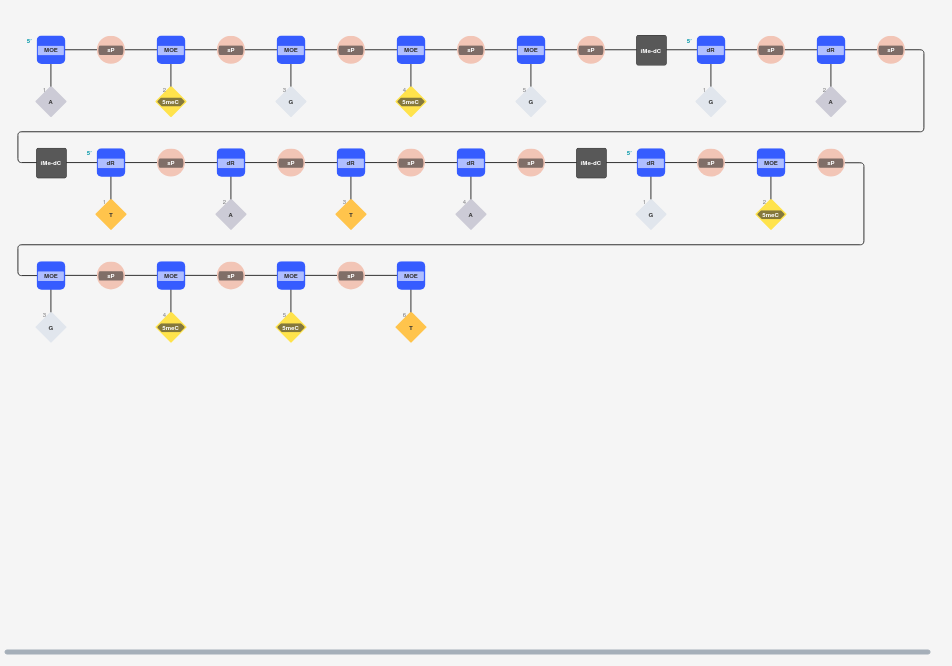 5' MOE sP MOE sP MOE sP MOE sP MOE sP iMe-dC 5' dR sP dR sP
1 A 2 5meC 3 G 4 5meC 5 G 1 G 2 A
iMe-dC 5' dR sP dR sP dR sP dR sP iMe-dC 5' dR sP MOE sP
1 T 2 A 3 T 4 A 1 G 2 5meC
MOE sP MOE sP MOE sP MOE
3 G 4 5meC 5 5meC 6 T